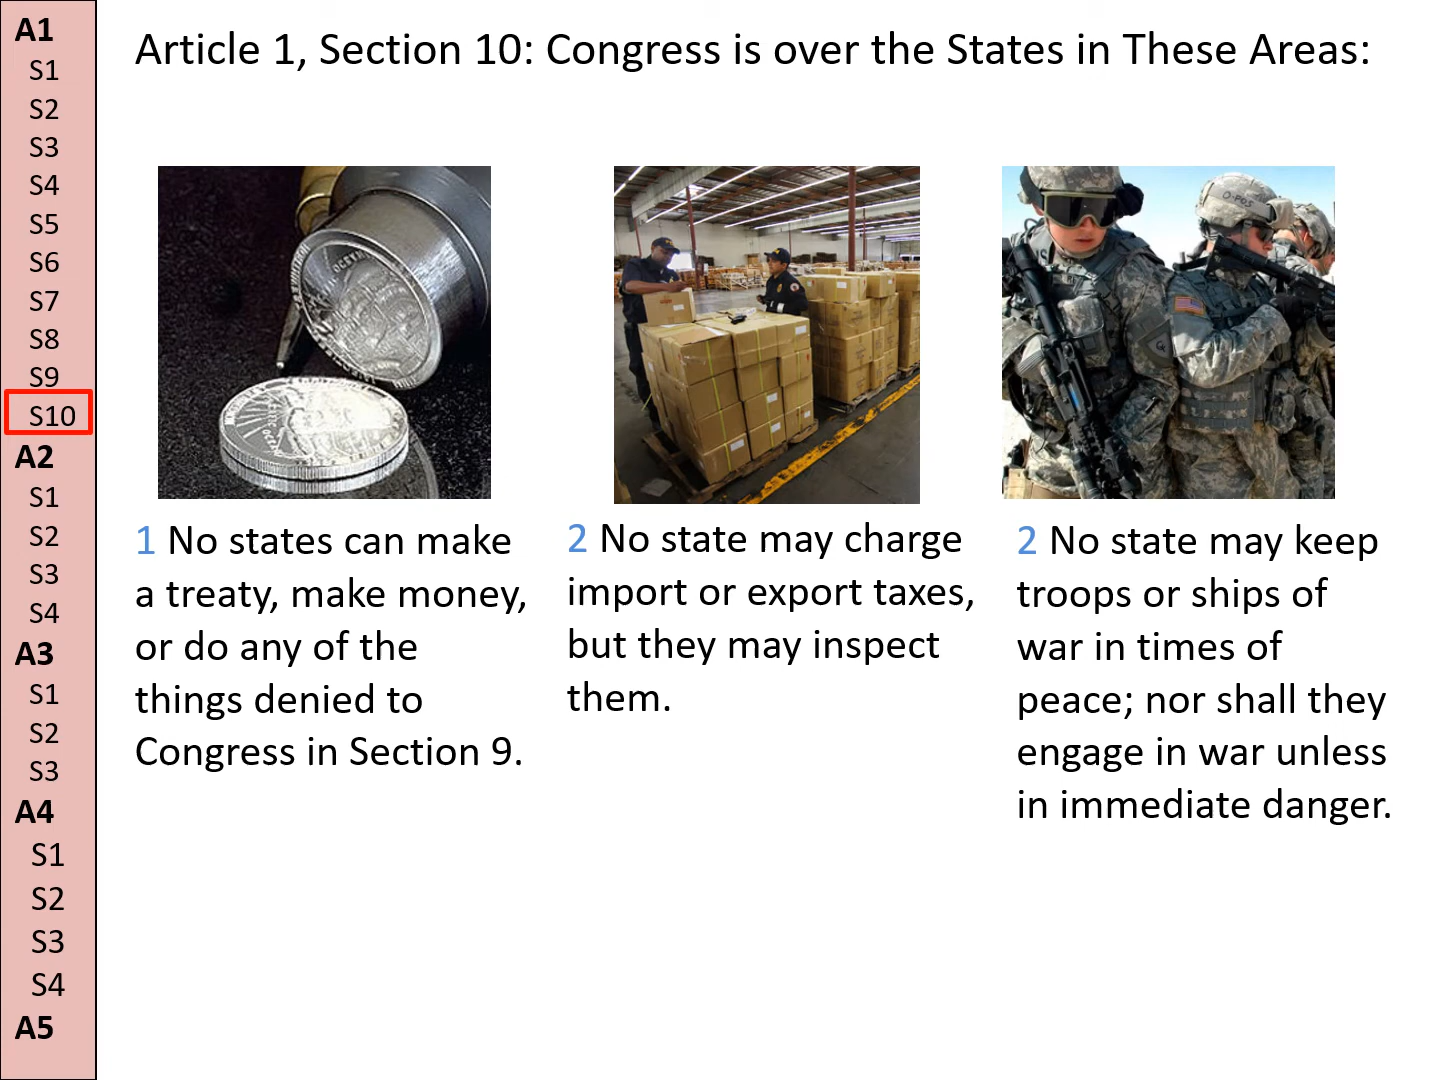 A1
S1
S2
S3
S4
S5
S6
S7
S8
S9
S10
A2
S1
S2
S3
S4
A3
S1
S2
S3
A4
S1
S2
S3
S4
A5
Article 1, Section 10: Congress is over the States in These Areas:
1 No states can make
a treaty, make money,
or do any of the
things denied to
Congress in Section 9.
2 No state may charge
import or export taxes,
but they may inspect
them.
2 No state may keep
troops or ships of
war in times of
peace; nor shall they
engage in war unless
in immediate danger.